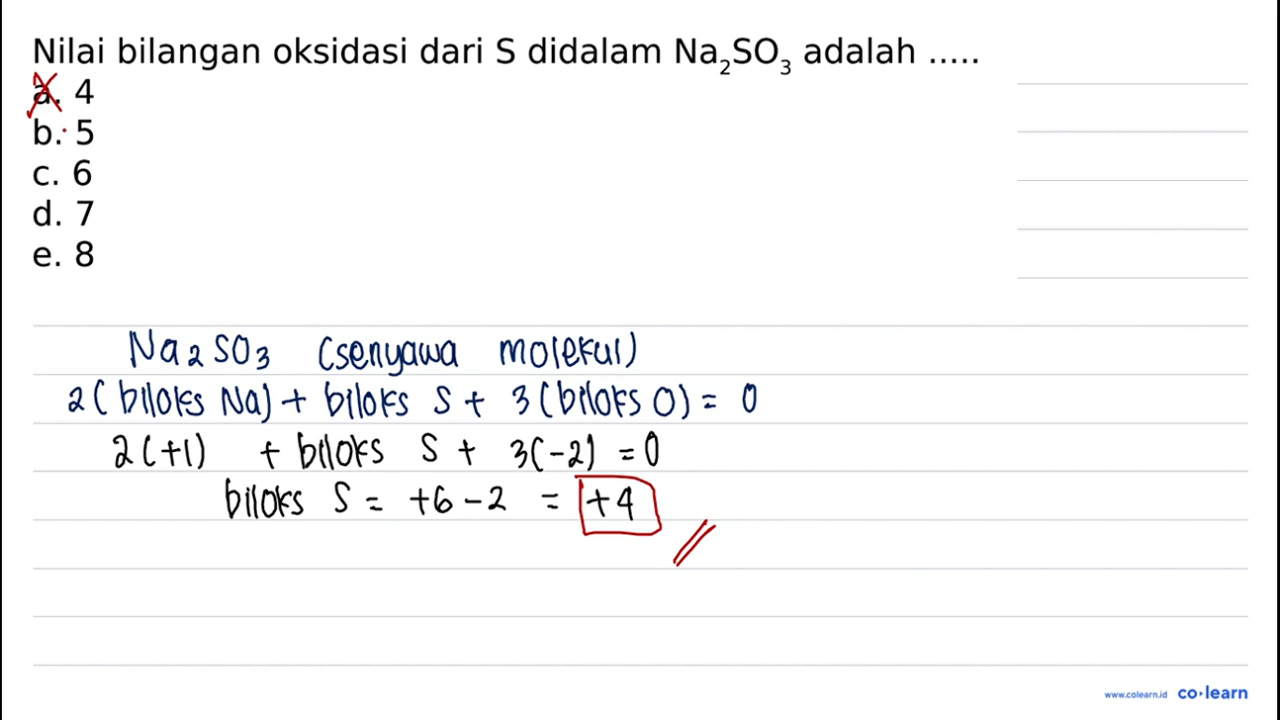 Nilai bilangan oksidasi dari S didalam Na₂SO₃ adalah .....
a. 4
b. 5
c. 6
d. 7
e. 8
Na₂SO₃ (senyawa molekul)
2(biloks Na) + biloks S + 3(biloks O) = 0
2(+1) + biloks S + 3(-2) = 0
biloks S = +6 - 2 = +4
www.colearn.id co·learn